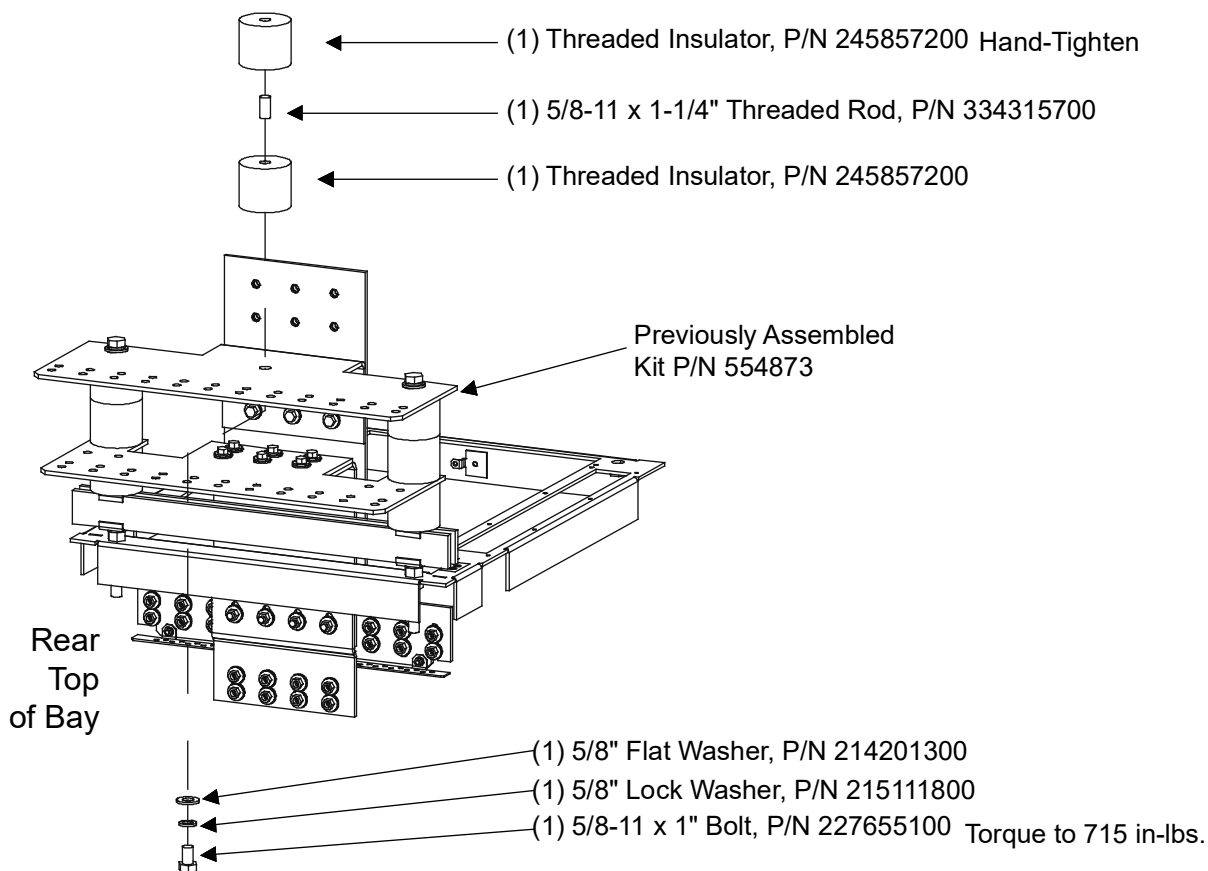 (1) Threaded Insulator, P/N 245857200 Hand-Tighten
(1) 5/8-11 x 1-1/4" Threaded Rod, P/N 334315700
(1) Threaded Insulator, P/N 245857200
Previously Assembled
Kit P/N 554873
Rear
Top
of Bay
(1) 5/8" Flat Washer, P/N 214201300
(1) 5/8" Lock Washer, P/N 215111800
(1) 5/8-11 x 1" Bolt, P/N 227655100 Torque to 715 in-lbs.